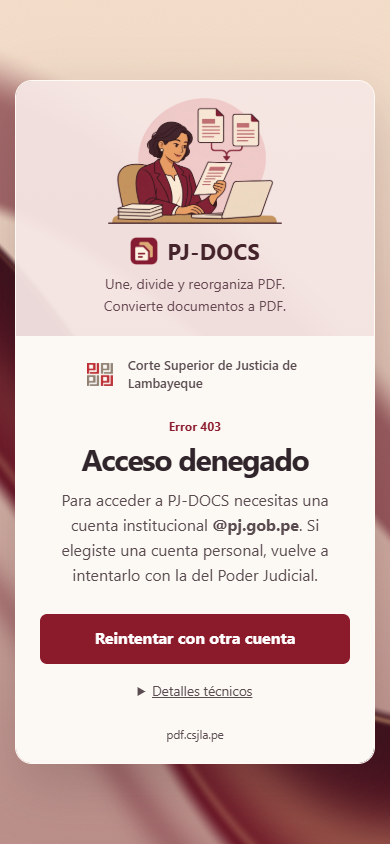 PJ-DOCS
Une, divide y reorganiza PDF.
Convierte documentos a PDF.
Corte Superior de Justicia de
Lambayeque
Error 403
Acceso denegado
Para acceder a PJ-DOCS necesitas una
cuenta institucional @pj.gob.pe. Si
elegiste una cuenta personal, vuelve a
intentarlo con la del Poder Judicial.
Reintentar con otra cuenta
▶ Detalles técnicos
pdf.csjla.pe